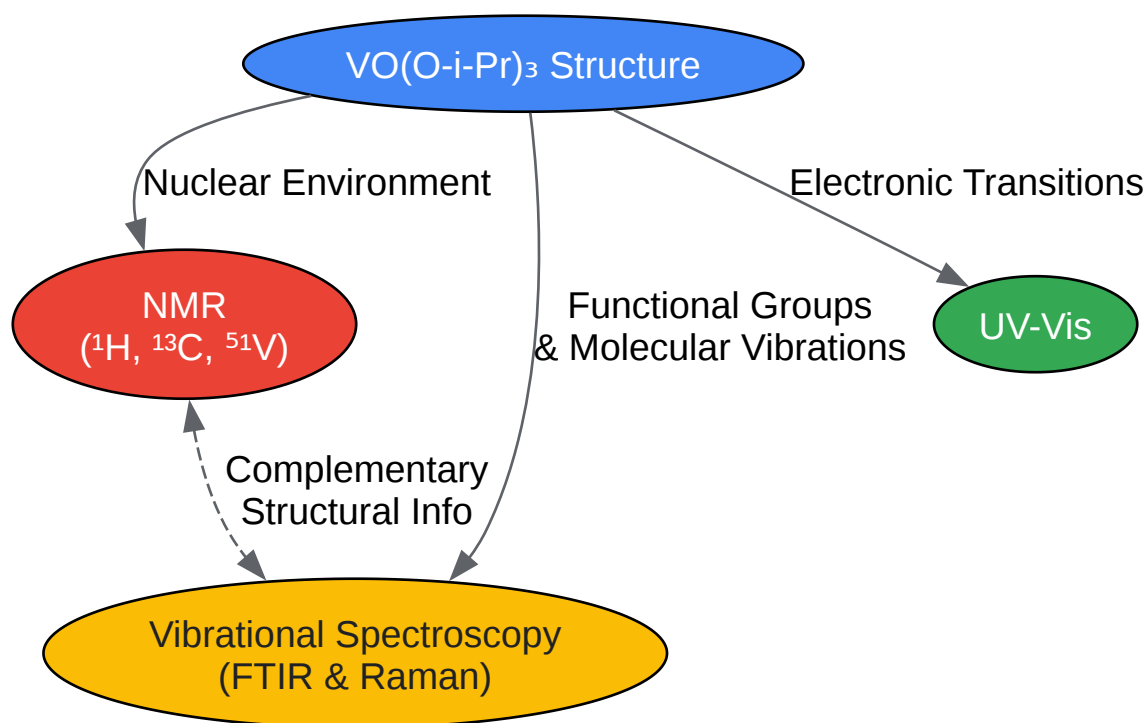 VO(O-i-Pr)₃ Structure
Nuclear Environment
Electronic Transitions
NMR
(¹H, ¹³C, ⁵¹V)
Functional Groups
& Molecular Vibrations
UV-Vis
Complementary
Structural Info
Vibrational Spectroscopy
(FTIR & Raman)